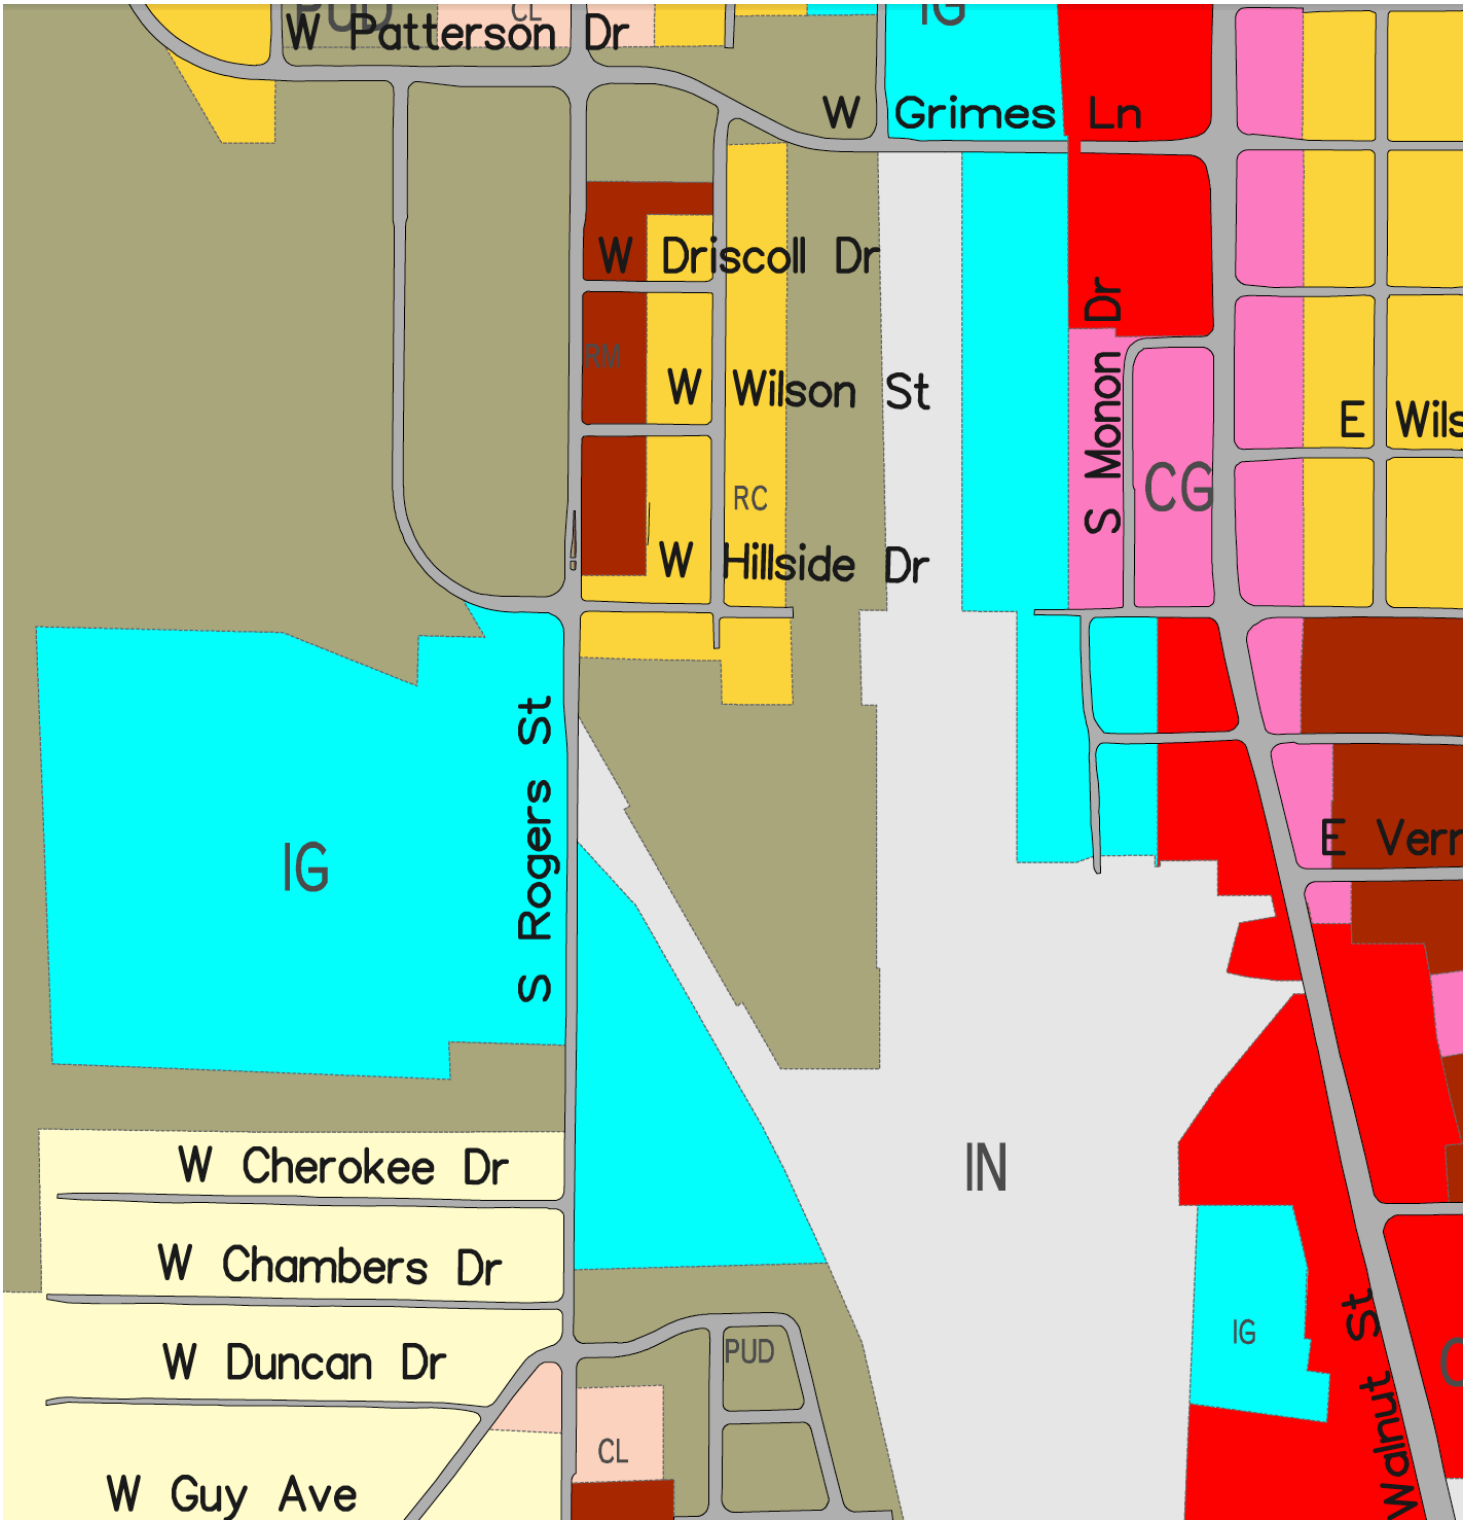 PUD
CL
IG
W Patterson Dr
W Grimes Ln
W Driscoll Dr
S Monon Dr
RM
W Wilson St
E Wils
CG
RC
W Hillside Dr
S Rogers St
IG
E Verr
W Cherokee Dr
IN
W Chambers Dr
W Duncan Dr
PUD
IG
S Walnut St
CL
W Guy Ave